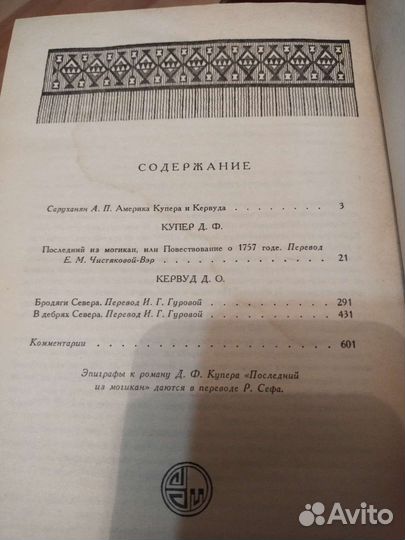 СОДЕРЖАНИЕ
Саруханян А. П. Америка Купера и Кервуда . . . . . . . . 3
КУПЕР Д. Ф.
Последний из могикан, или Повествование о 1757 годе. Перевод
Е. М. Чистяковой-Вэр . . . . . . . . . . . . 21
КЕРВУД Д. О.
Бродяги Севера. Перевод И. Г. Гуровой . . . . . . . . 291
В дебрях Севера. Перевод И. Г. Гуровой . . . . . . . . 431
Комментарии . . . . . . . . . . . . . . . 601
Эпиграфы к роману Д. Ф. Купера «Последний
из могикан» даются в переводе Р. Сефа.
Avito